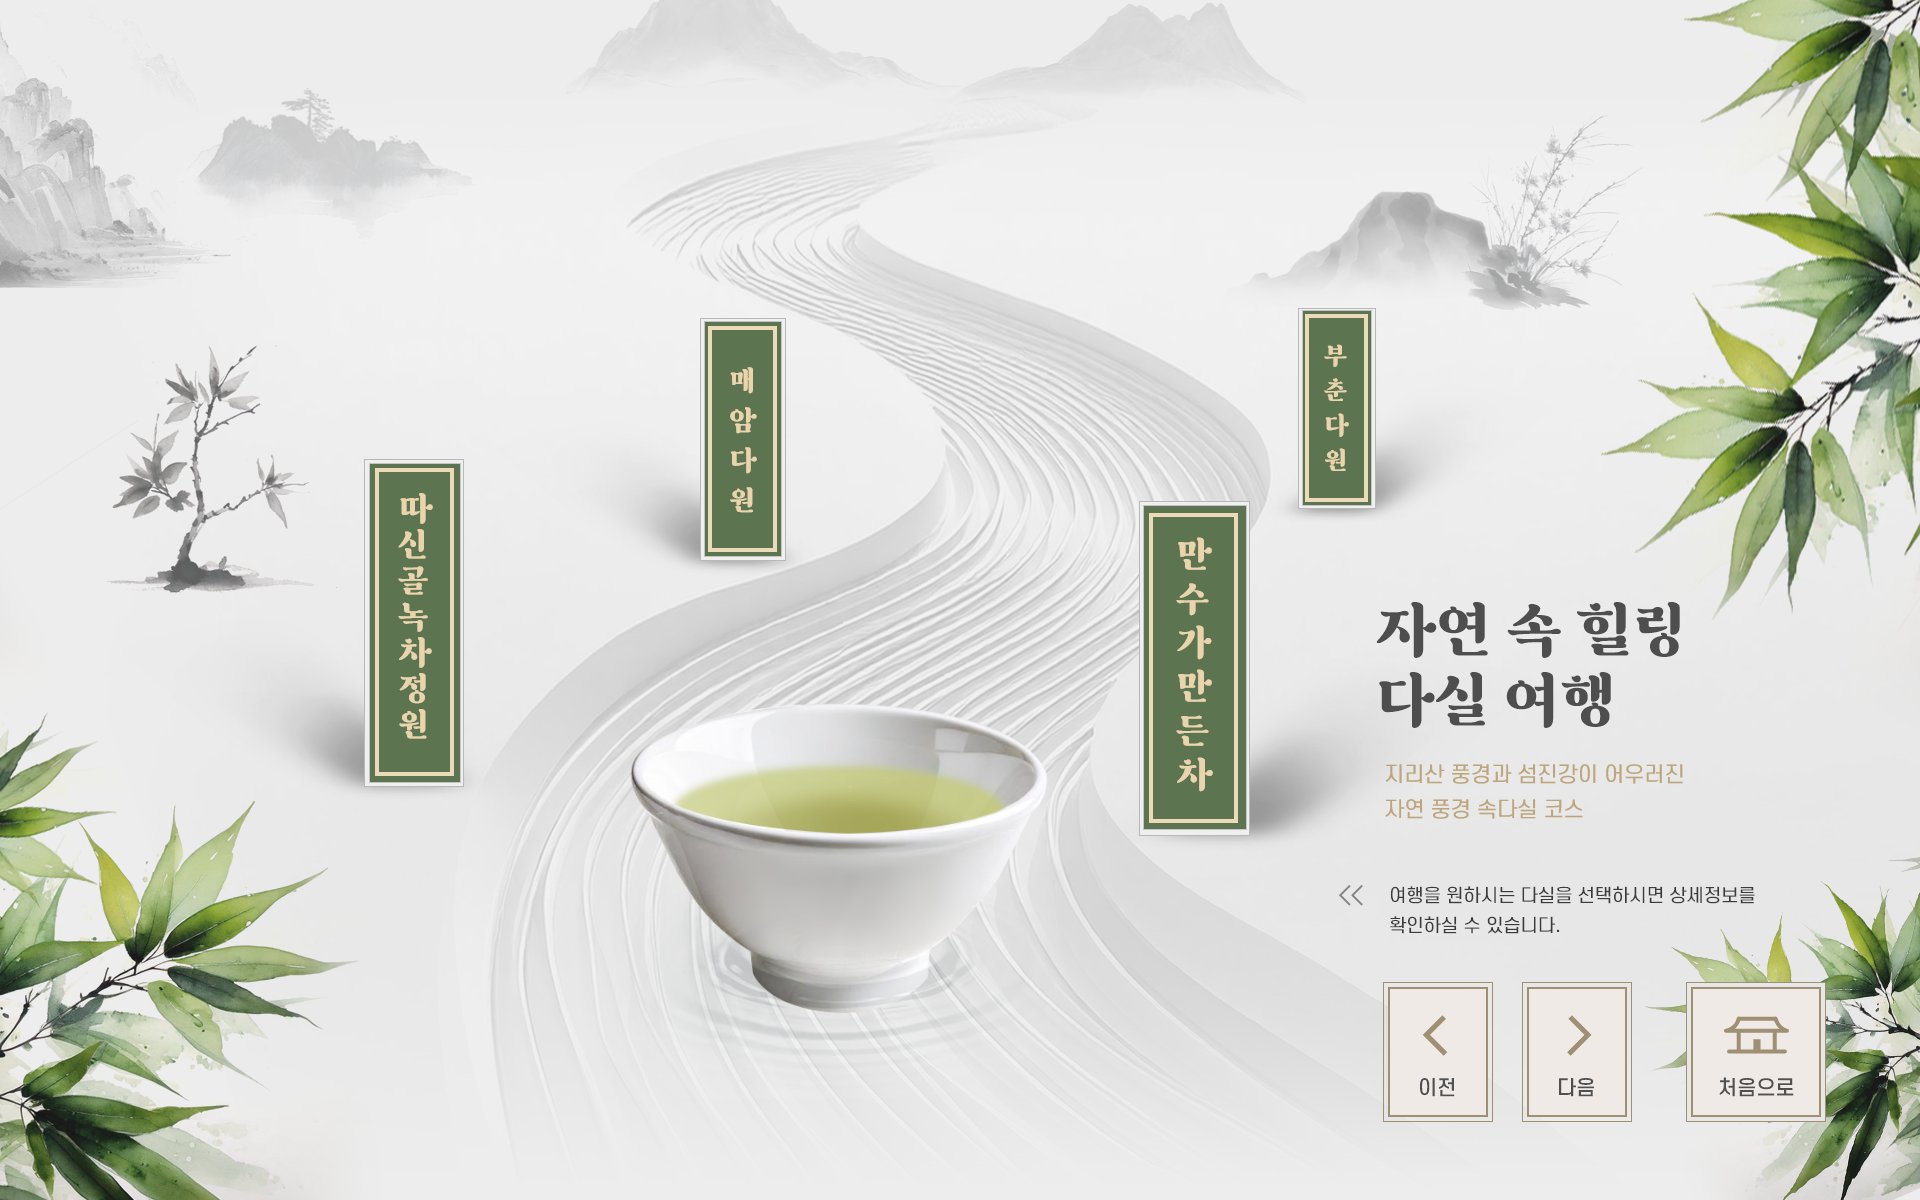 따신골녹차정원
매암다원
만수가만든차
부춘다원
자연 속 힐링
다실 여행
지리산 풍경과 섬진강이 어우러진
자연 풍경 속다실 코스
여행을 원하시는 다실을 선택하시면 상세정보를
확인하실 수 있습니다.
이전
다음
처음으로